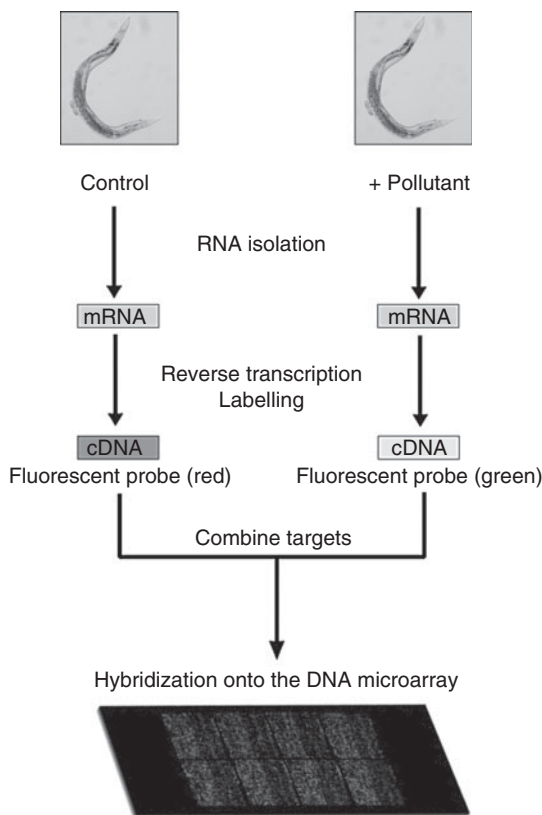 Control
+ Pollutant
RNA isolation
mRNA
mRNA
Reverse transcription
Labelling
cDNA
cDNA
Fluorescent probe (red)
Fluorescent probe (green)
Combine targets
Hybridization onto the DNA microarray